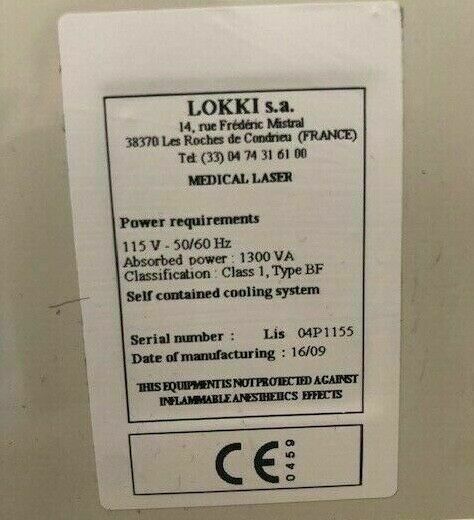 LOKKI s.a.
14, rue Frédéric Mistral
38370 Les Roches de Condrieu (FRANCE)
Tel: (33) 04 74 31 61 00
MEDICAL LASER
Power requirements
115 V - 50/60 Hz
Absorbed power : 1300 VA
Classification : Class 1, Type BF
Self contained cooling system
Serial number : Lis 04P1155
Date of manufacturing : 16/09
THIS EQUIPMENT IS NOT PROTECTED AGAINST
INFLAMMABLE ANESTHETICS EFFECTS
CE 0459